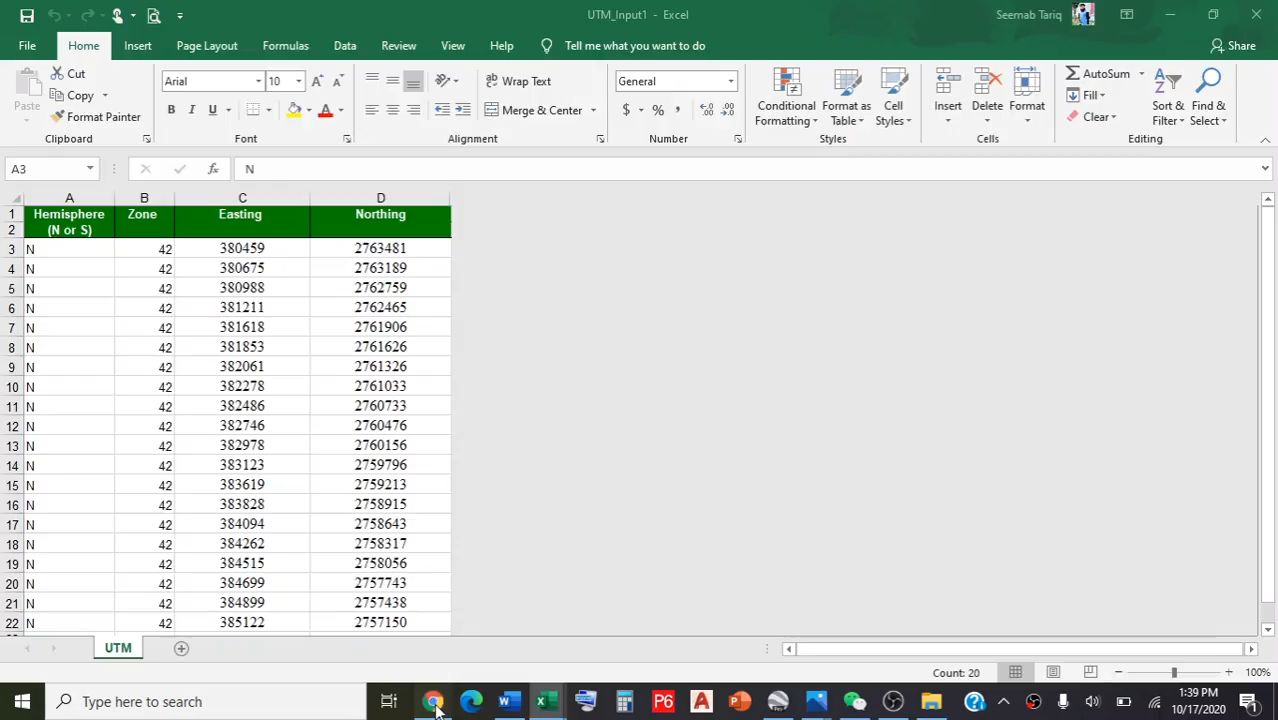 UTM_Input1 - Excel
Seemab Tariq
File Home Insert Page Layout Formulas Data Review View Help Tell me what you want to do Share
Paste
Cut
Copy
Format Painter
Clipboard
Arial 10
B I U
Font
Wrap Text
Merge & Center
Alignment
General
$ % ,
Number
Conditional
Formatting
Format as
Table
Cell
Styles
Styles
Insert Delete Format
Cells
AutoSum
Fill
Clear
Sort &
Filter
Find &
Select
Editing
A3 fx N
A B C D
1 Hemisphere Zone Easting Northing
2 (N or S)
3 N 42 380459 2763481
4 N 42 380675 2763189
5 N 42 380988 2762759
6 N 42 381211 2762465
7 N 42 381618 2761906
8 N 42 381853 2761626
9 N 42 382061 2761326
10 N 42 382278 2761033
11 N 42 382486 2760733
12 N 42 382746 2760476
13 N 42 382978 2760156
14 N 42 383123 2759796
15 N 42 383619 2759213
16 N 42 383828 2758915
17 N 42 384094 2758643
18 N 42 384262 2758317
19 N 42 384515 2758056
20 N 42 384699 2757743
21 N 42 384899 2757438
22 N 42 385122 2757150
UTM
Count: 20 100%
Type here to search
P6
1:39 PM
10/17/2020